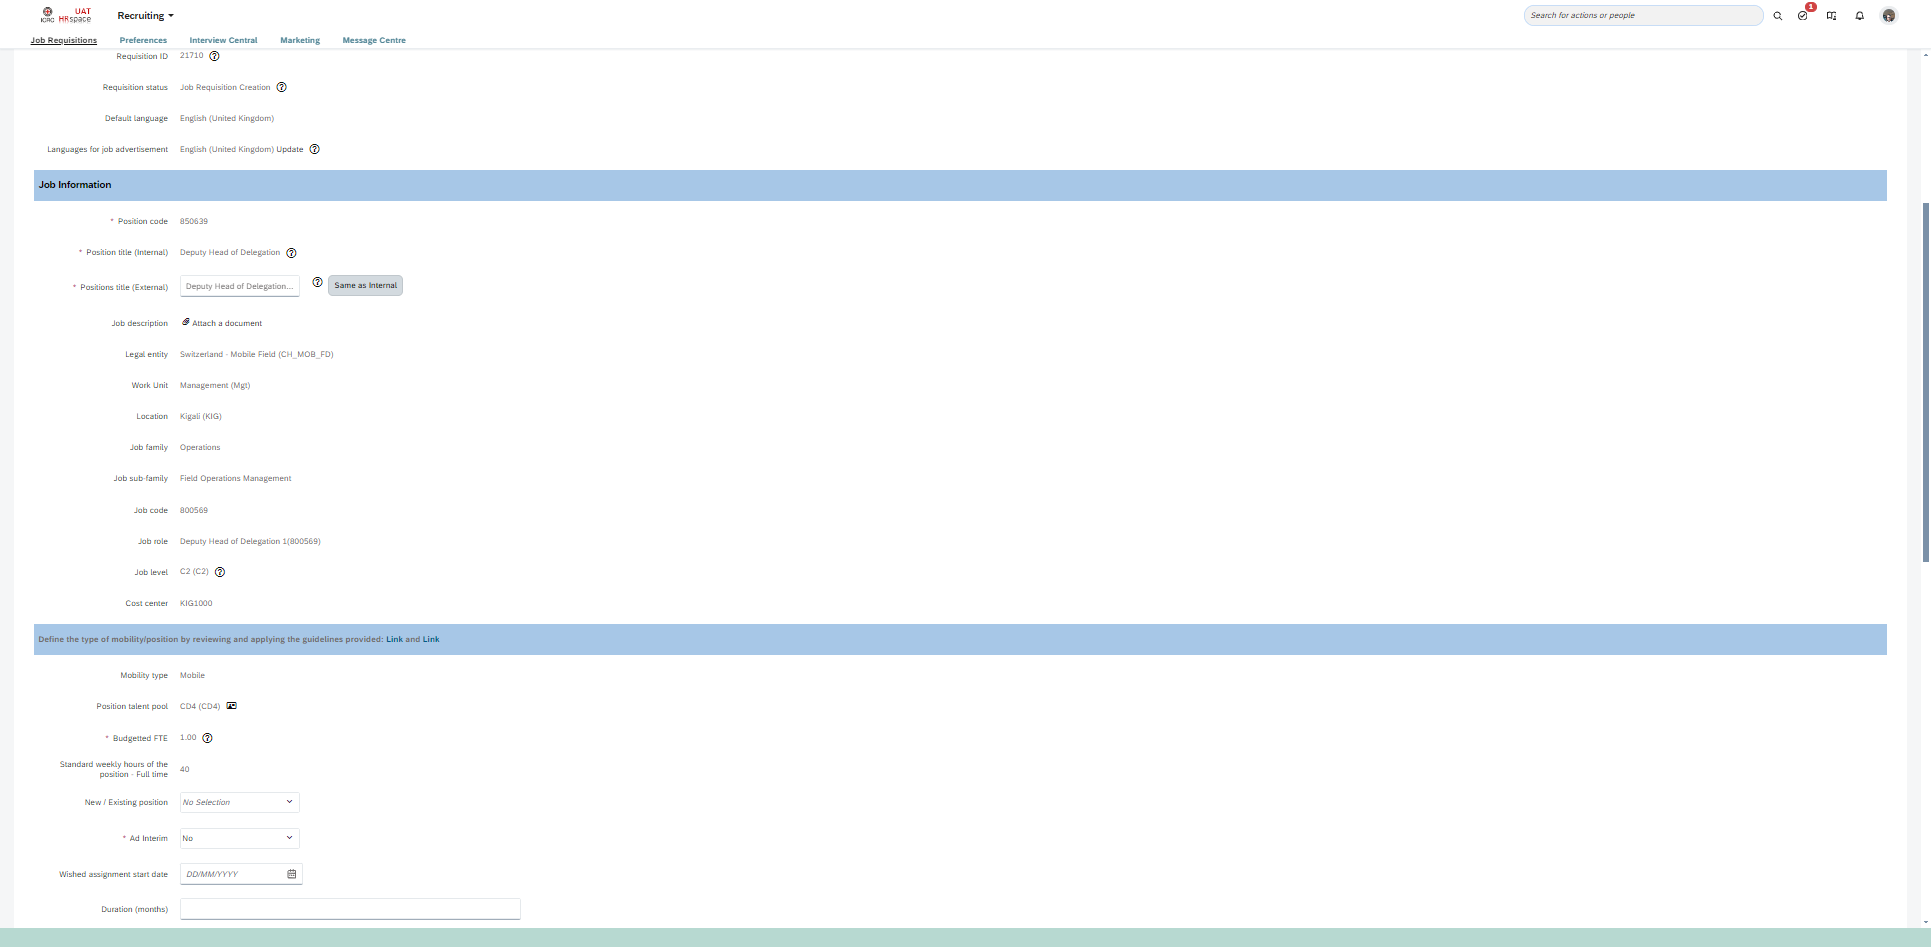 ICRC
UAT
HRspace
Recruiting
Search for actions or people
1
Job Requisitions
Preferences
Interview Central
Marketing
Message Centre
Requisition ID 21710
Requisition status Job Requisition Creation
Default language English (United Kingdom)
Languages for job advertisement English (United Kingdom) Update
Job Information
* Position code 850639
* Position title (Internal) Deputy Head of Delegation
* Positions title (External) Deputy Head of Delegation... Same as Internal
Job description Attach a document
Legal entity Switzerland - Mobile Field (CH_MOB_FD)
Work Unit Management (Mgt)
Location Kigali (KIG)
Job family Operations
Job sub-family Field Operations Management
Job code 800569
Job role Deputy Head of Delegation 1(800569)
Job level C2 (C2)
Cost center KIG1000
Define the type of mobility/position by reviewing and applying the guidelines provided: Link and Link
Mobility type Mobile
Position talent pool CD4 (CD4)
* Budgetted FTE 1.00
Standard weekly hours of the
position - Full time 40
New / Existing position No Selection
* Ad Interim No
Wished assignment start date DD/MM/YYYY
Duration (months)